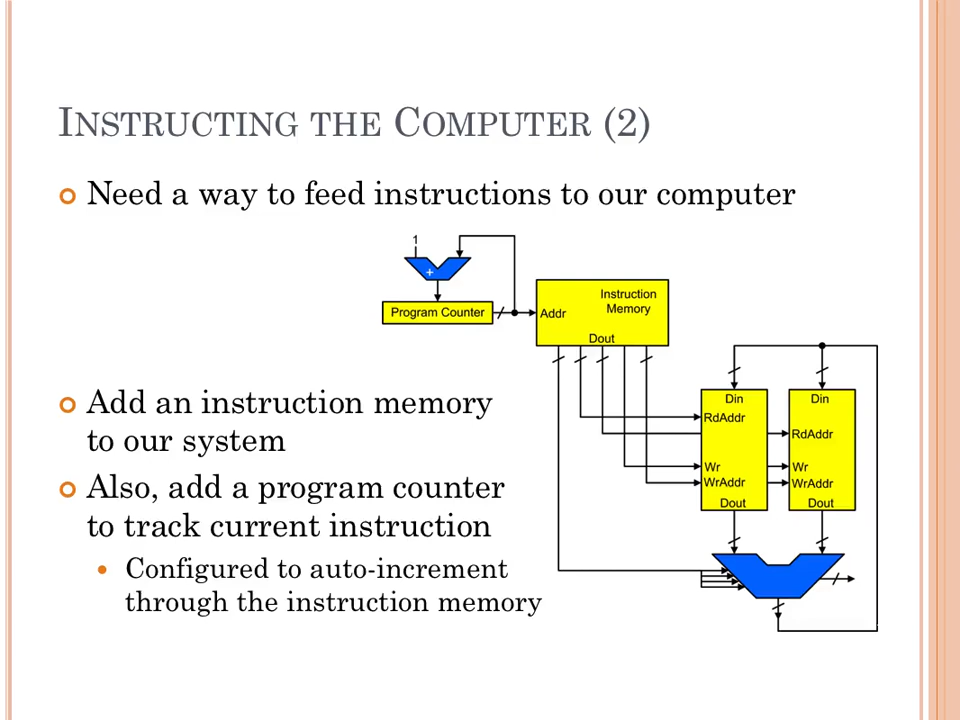 INSTRUCTING THE COMPUTER (2)
Need a way to feed instructions to our computer
1
+
Program Counter
Addr
Instruction
Memory
Dout
Add an instruction memory
to our system
Also, add a program counter
to track current instruction
Configured to auto-increment
through the instruction memory
Din
RdAddr
Wr
WrAddr
Dout
Din
RdAddr
Wr
WrAddr
Dout